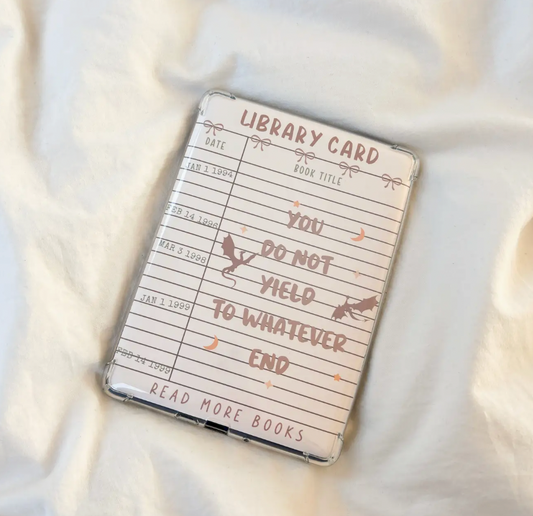 LIBRARY CARD
DATE
BOOK TITLE
JAN 1 1994
YOU
FEB 14 1996
DO NOT
MAR 3 1998
YIELD
TO WHATEVER
JAN 1 1999
END
FEB 14 1999
READ MORE BOOKS